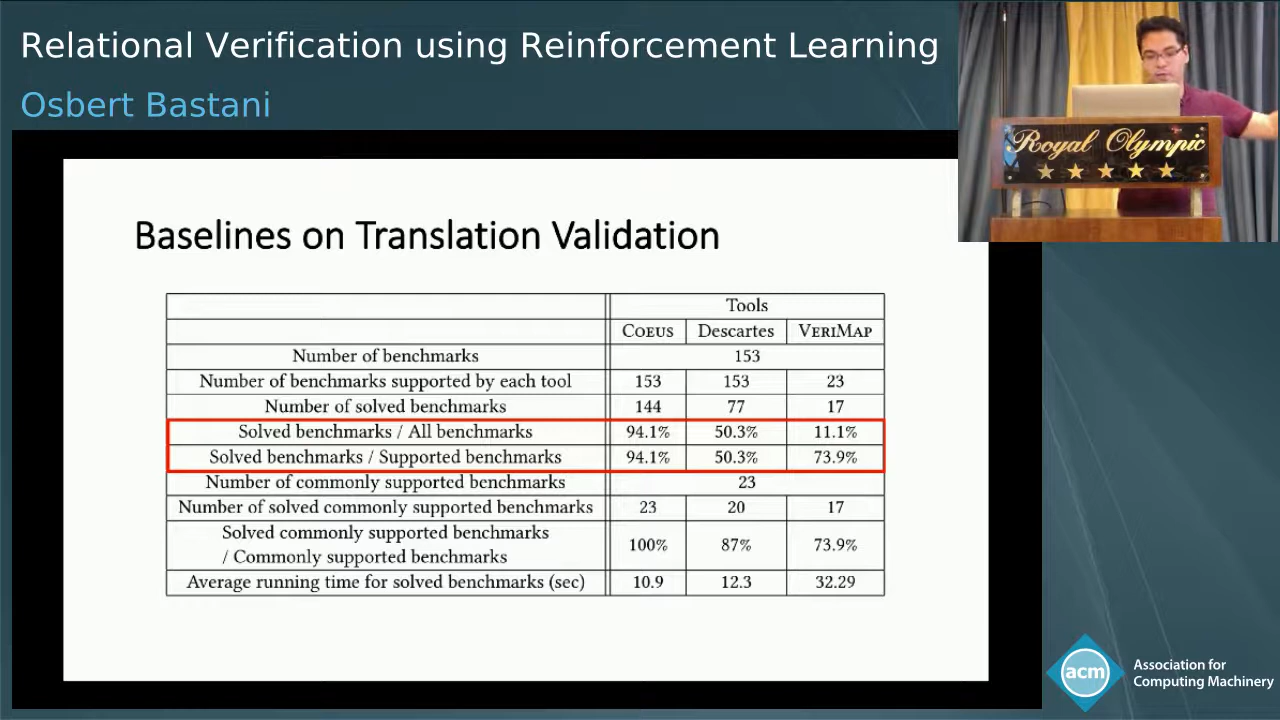 Relational Verification using Reinforcement Learning
Osbert Bastani
Royal Olympic
Baselines on Translation Validation
Tools
COEUS Descartes VERIMAP
Number of benchmarks 153
Number of benchmarks supported by each tool 153 153 23
Number of solved benchmarks 144 77 17
Solved benchmarks / All benchmarks 94.1% 50.3% 11.1%
Solved benchmarks / Supported benchmarks 94.1% 50.3% 73.9%
Number of commonly supported benchmarks 23
Number of solved commonly supported benchmarks 23 20 17
Solved commonly supported benchmarks
/ Commonly supported benchmarks 100% 87% 73.9%
Average running time for solved benchmarks (sec) 10.9 12.3 32.29
acm
Association for
Computing Machinery